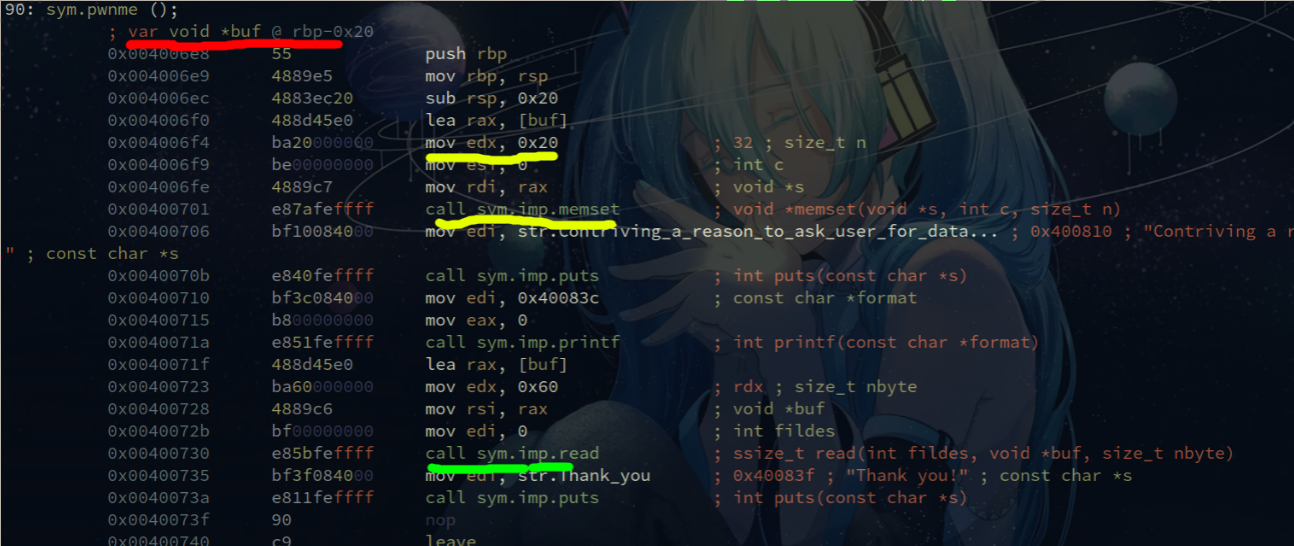 90: sym.pwnme ();
; var void *buf @ rbp-0x20
0x004006e8 55 push rbp
0x004006e9 4889e5 mov rbp, rsp
0x004006ec 4883ec20 sub rsp, 0x20
0x004006f0 488d45e0 lea rax, [buf]
0x004006f4 ba20000000 mov edx, 0x20 ; 32 ; size_t n
0x004006f9 be00000000 mov esi, 0 ; int c
0x004006fe 4889c7 mov rdi, rax ; void *s
0x00400701 e87afeffff call sym.imp.memset ; void *memset(void *s, int c, size_t n)
0x00400706 bf10084000 mov edi, str.Contriving_a_reason_to_ask_user_for_data... ; 0x400810 ; "Contriving a r
" ; const char *s
0x0040070b e840feffff call sym.imp.puts ; int puts(const char *s)
0x00400710 bf3c084000 mov edi, 0x40083c ; const char *format
0x00400715 b800000000 mov eax, 0
0x0040071a e851feffff call sym.imp.printf ; int printf(const char *format)
0x0040071f 488d45e0 lea rax, [buf]
0x00400723 ba60000000 mov edx, 0x60 ; rdx ; size_t nbyte
0x00400728 4889c6 mov rsi, rax ; void *buf
0x0040072b bf00000000 mov edi, 0 ; int fildes
0x00400730 e85bfeffff call sym.imp.read ; ssize_t read(int fildes, void *buf, size_t nbyte)
0x00400735 bf3f084000 mov edi, str.Thank_you ; 0x40083f ; "Thank you!" ; const char *s
0x0040073a e811feffff call sym.imp.puts ; int puts(const char *s)
0x0040073f 90 nop
0x00400740 c9 leave